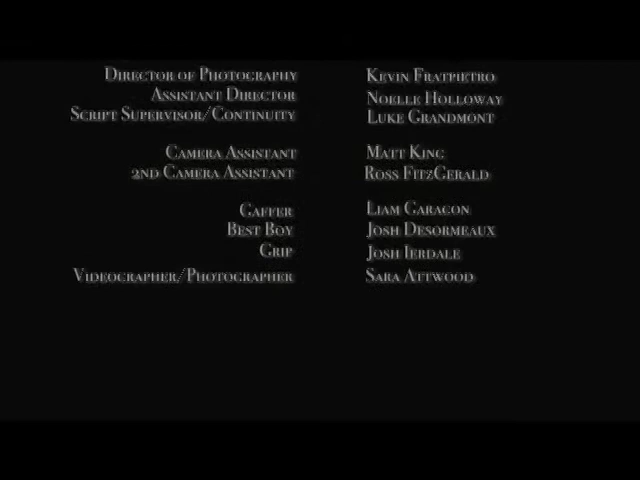 Director of Photography Kevin Fratpietro
Assistant Director Noelle Holloway
Script Supervisor/Continuity Luke Grandmont
Camera Assistant Matt King
2nd Camera Assistant Ross FitzGerald
Gaffer Liam Garacon
Best Boy Josh Desormeaux
Grip Josh Ierdale
Videographer/Photographer Sara Attwood